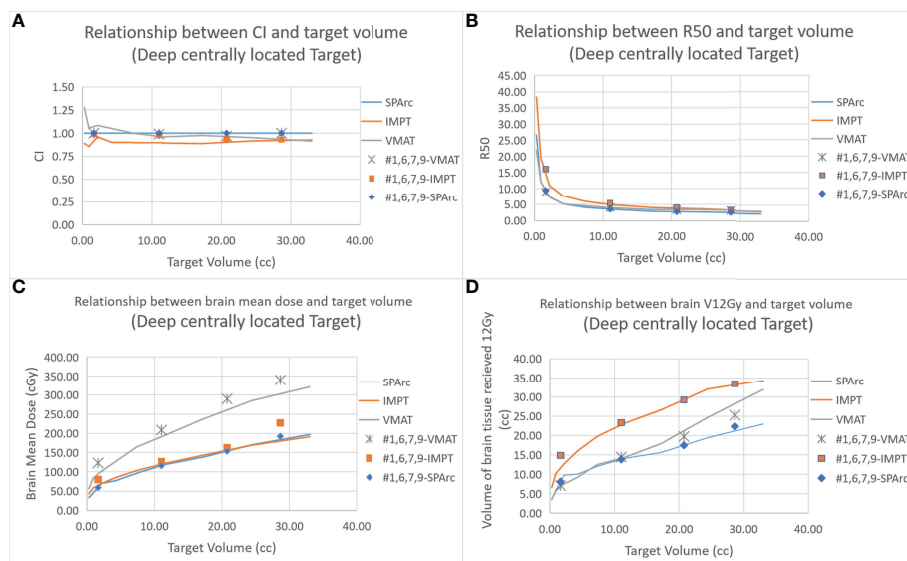 A
Relationship between CI and target volume
(Deep centrally located Target)
1.50
1.25
1.00
0.75
0.50
0.25
0.00
CI
0.00 10.00 20.00 30.00 40.00
Target Volume (cc)
SPArc
IMPT
VMAT
#1,6,7,9-VMAT
#1,6,7,9-IMPT
#1,6,7,9-SPArc
B
Relationship between R50 and target volume
(Deep centrally located Target)
45.00
40.00
35.00
30.00
25.00
20.00
15.00
10.00
5.00
0.00
R50
0.00 10.00 20.00 30.00 40.00
Target Volume (cc)
SPArc
IMPT
VMAT
#1,6,7,9-VMAT
#1,6,7,9-IMPT
#1,6,7,9-SPArc
C
Relationship between brain mean dose and target volume
(Deep centrally located Target)
400.00
350.00
300.00
250.00
200.00
150.00
100.00
50.00
0.00
Brain Mean Dose (cGy)
0.00 10.00 20.00 30.00 40.00
Target Volume (cc)
SPArc
IMPT
VMAT
#1,6,7,9-VMAT
#1,6,7,9-IMPT
#1,6,7,9-SPArc
D
Relationship between brain V12Gy and target volume
(Deep centrally located Target)
40.00
35.00
30.00
25.00
20.00
15.00
10.00
5.00
0.00
Volume of brain tissue recieved 12Gy
(cc)
0.00 10.00 20.00 30.00 40.00
Target Volume (cc)
SPArc
IMPT
VMAT
#1,6,7,9-VMAT
#1,6,7,9-IMPT
#1,6,7,9-SPArc